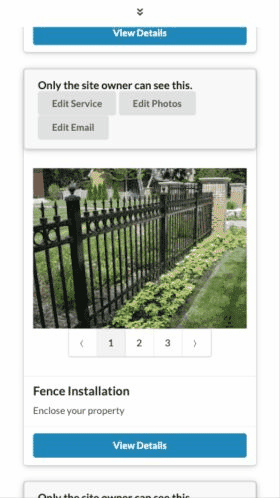 View Details
Only the site owner can see this.
Edit Service
Edit Photos
Edit Email
1
2
3
Fence Installation
Enclose your property
View Details
Only the site owner can see this.